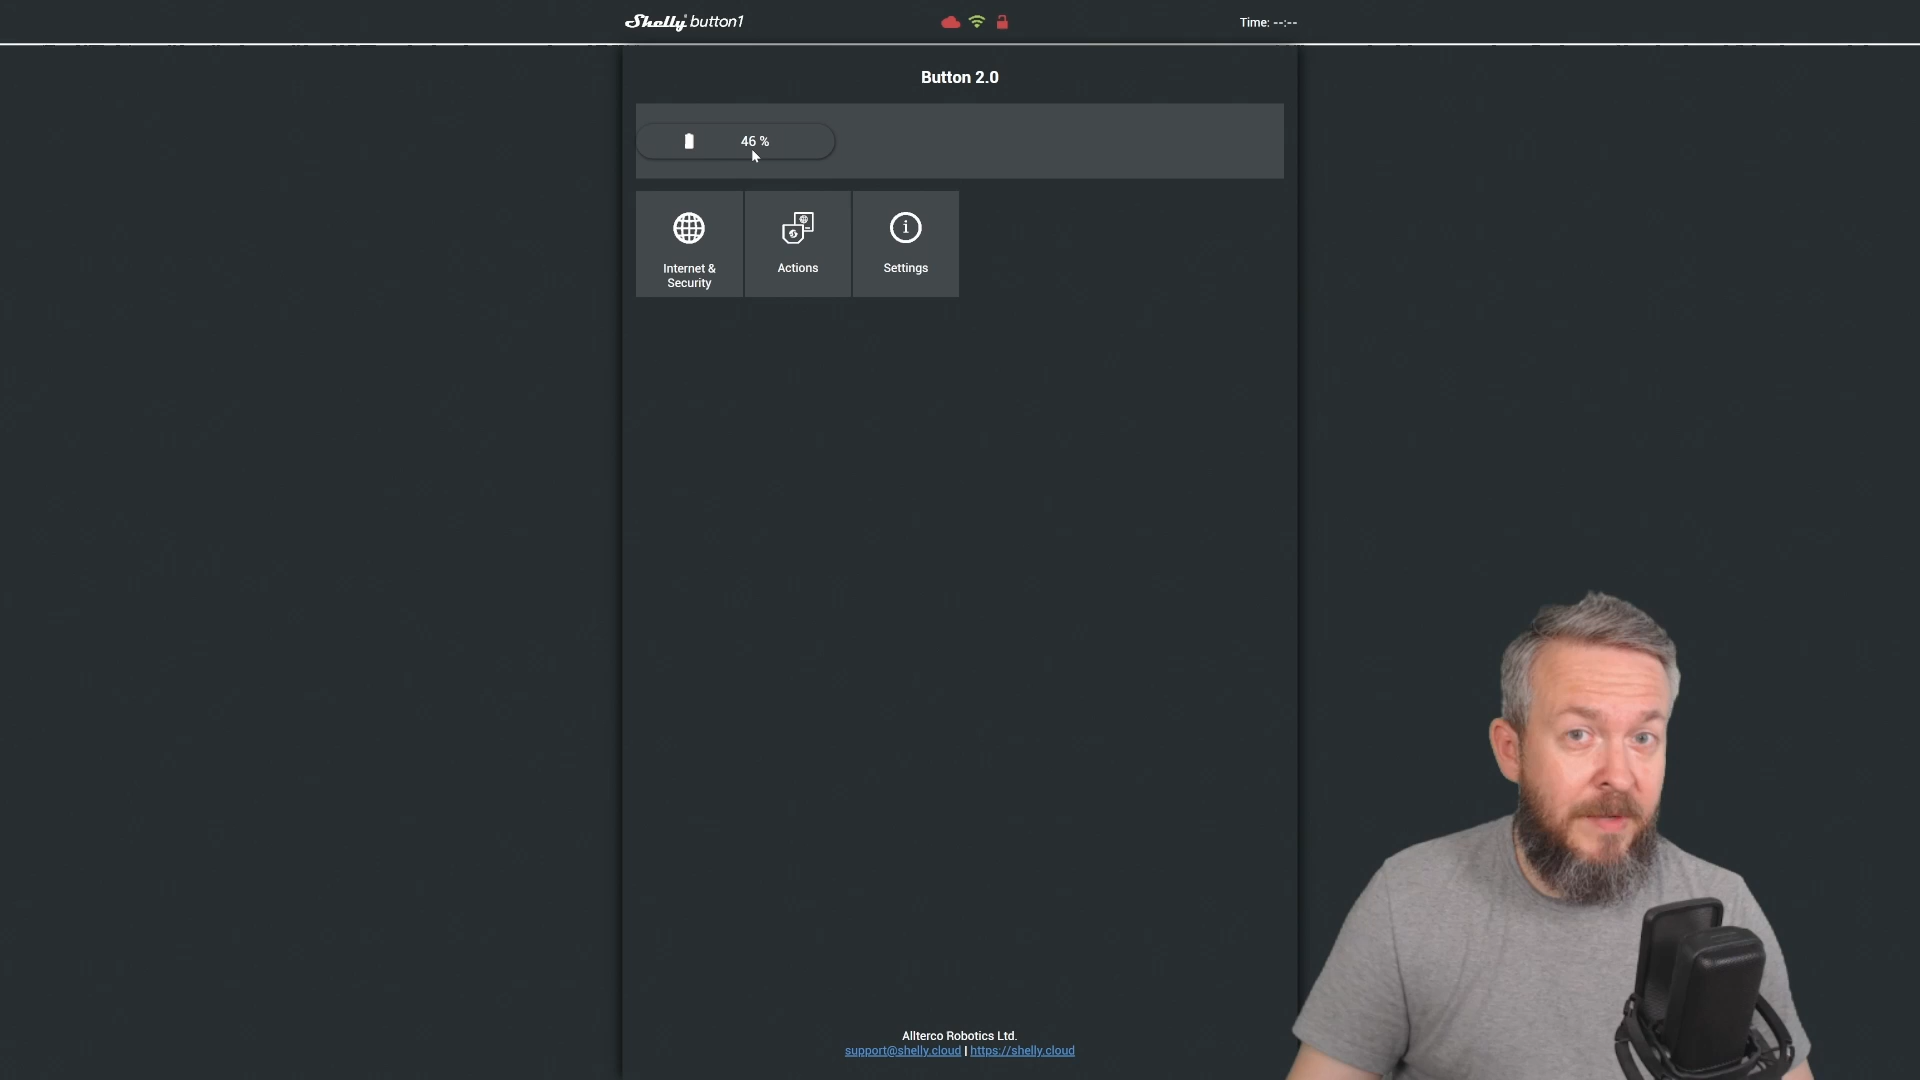 Shelly button1
Time: --:--
Button 2.0
46 %
Internet &
Security
Actions
Settings
Allterco Robotics Ltd.
support@shelly.cloud | https://shelly.cloud